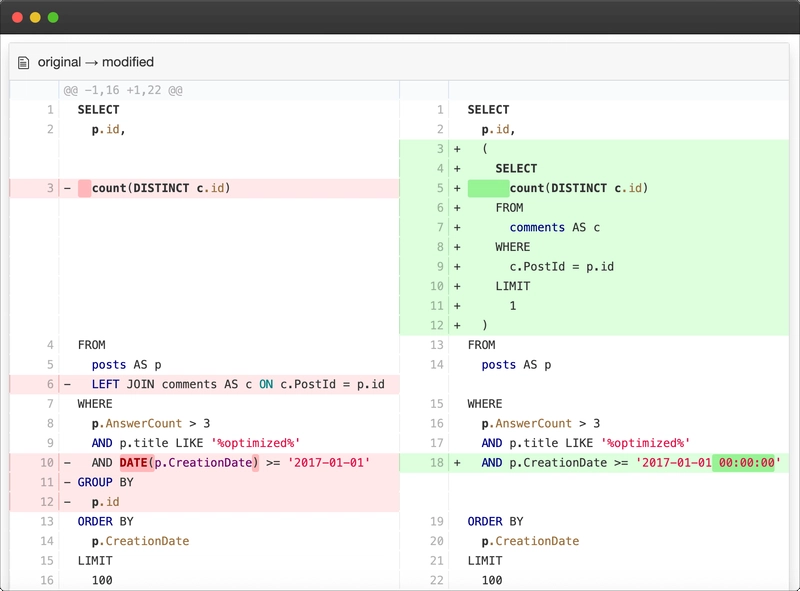 original → modified
@@ -1,16 +1,22 @@
1 SELECT
2 p.id,
3 - count(DISTINCT c.id)
4 FROM
5 posts AS p
6 - LEFT JOIN comments AS c ON c.PostId = p.id
7 WHERE
8 p.AnswerCount > 3
9 AND p.title LIKE '%optimized%'
10 - AND DATE(p.CreationDate) >= '2017-01-01'
11 - GROUP BY
12 - p.id
13 ORDER BY
14 p.CreationDate
15 LIMIT
16 100
1 SELECT
2 p.id,
3 + (
4 + SELECT
5 + count(DISTINCT c.id)
6 + FROM
7 + comments AS c
8 + WHERE
9 + c.PostId = p.id
10 + LIMIT
11 + 1
12 + )
13 FROM
14 posts AS p
15 WHERE
16 p.AnswerCount > 3
17 AND p.title LIKE '%optimized%'
18 + AND p.CreationDate >= '2017-01-01 00:00:00'
19 ORDER BY
20 p.CreationDate
21 LIMIT
22 100